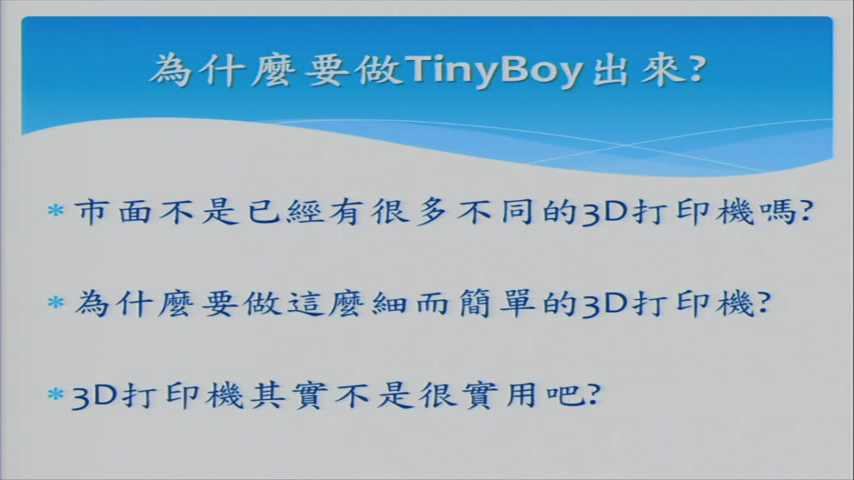 為什麼要做TinyBoy出來?
* 市面不是已經有很多不同的3D打印機嗎?
* 為什麼要做這麼細而簡單的3D打印機?
* 3D打印機其實不是很實用吧?